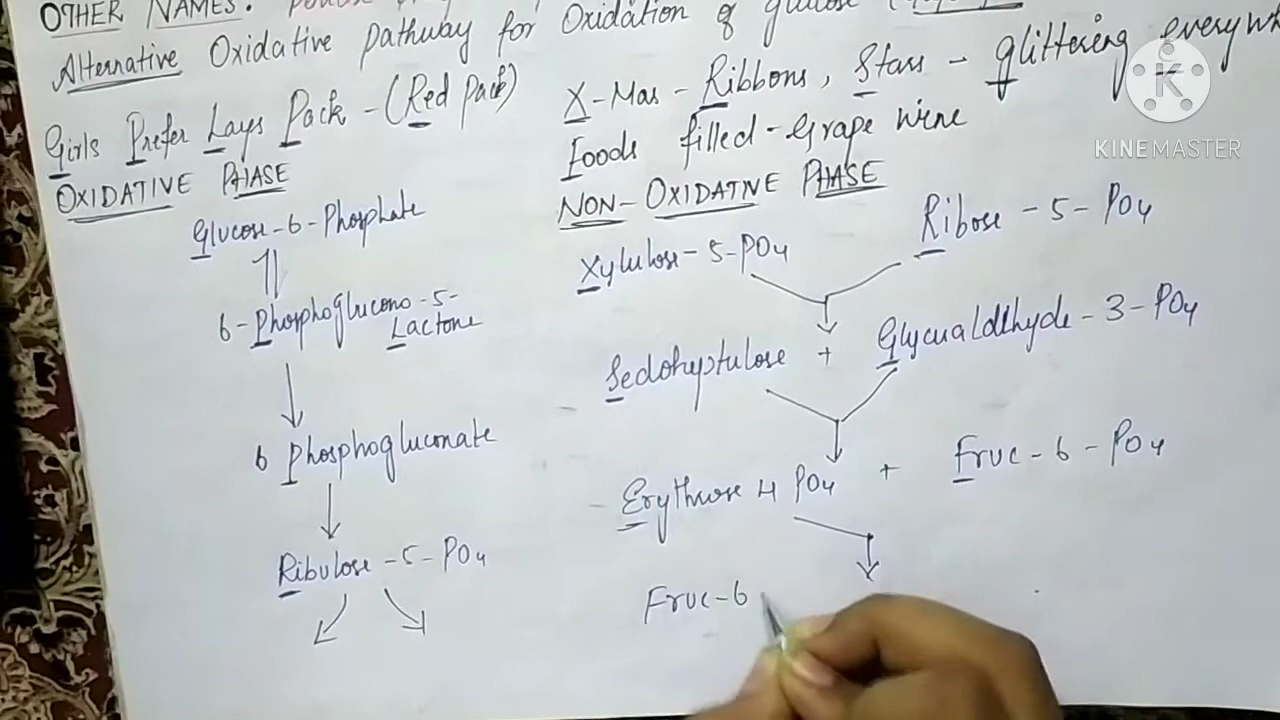 OTHER NAMES:
Alternative Oxidative Pathway for Oxidation of glucose
Girls Prefer Lays Pack - (Red Pack)
OXIDATIVE PHASE
Glucose-6-Phosphate
6-Phosphoglucono-5-
Lactone
6 Phosphogluconate
Ribulose-5-PO4
X-Mas - Ribbons, Stars - glittering everywh
Foods filled-Grape wine
NON-OXIDATIVE PHASE
Xylulose-5-PO4 Ribose-5-PO4
Sedoheptulose + Glyceraldehyde-3-PO4
Erythrose 4 PO4 + Fruc-6-PO4
Fruc-6
K
KINEMASTER